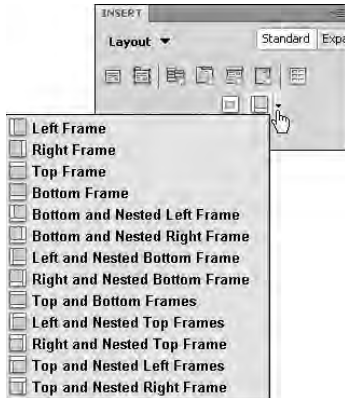 INSERT
Layout
Standard Expa
Left Frame
Right Frame
Top Frame
Bottom Frame
Bottom and Nested Left Frame
Bottom and Nested Right Frame
Left and Nested Bottom Frame
Right and Nested Bottom Frame
Top and Bottom Frames
Left and Nested Top Frames
Right and Nested Top Frame
Top and Nested Left Frames
Top and Nested Right Frame